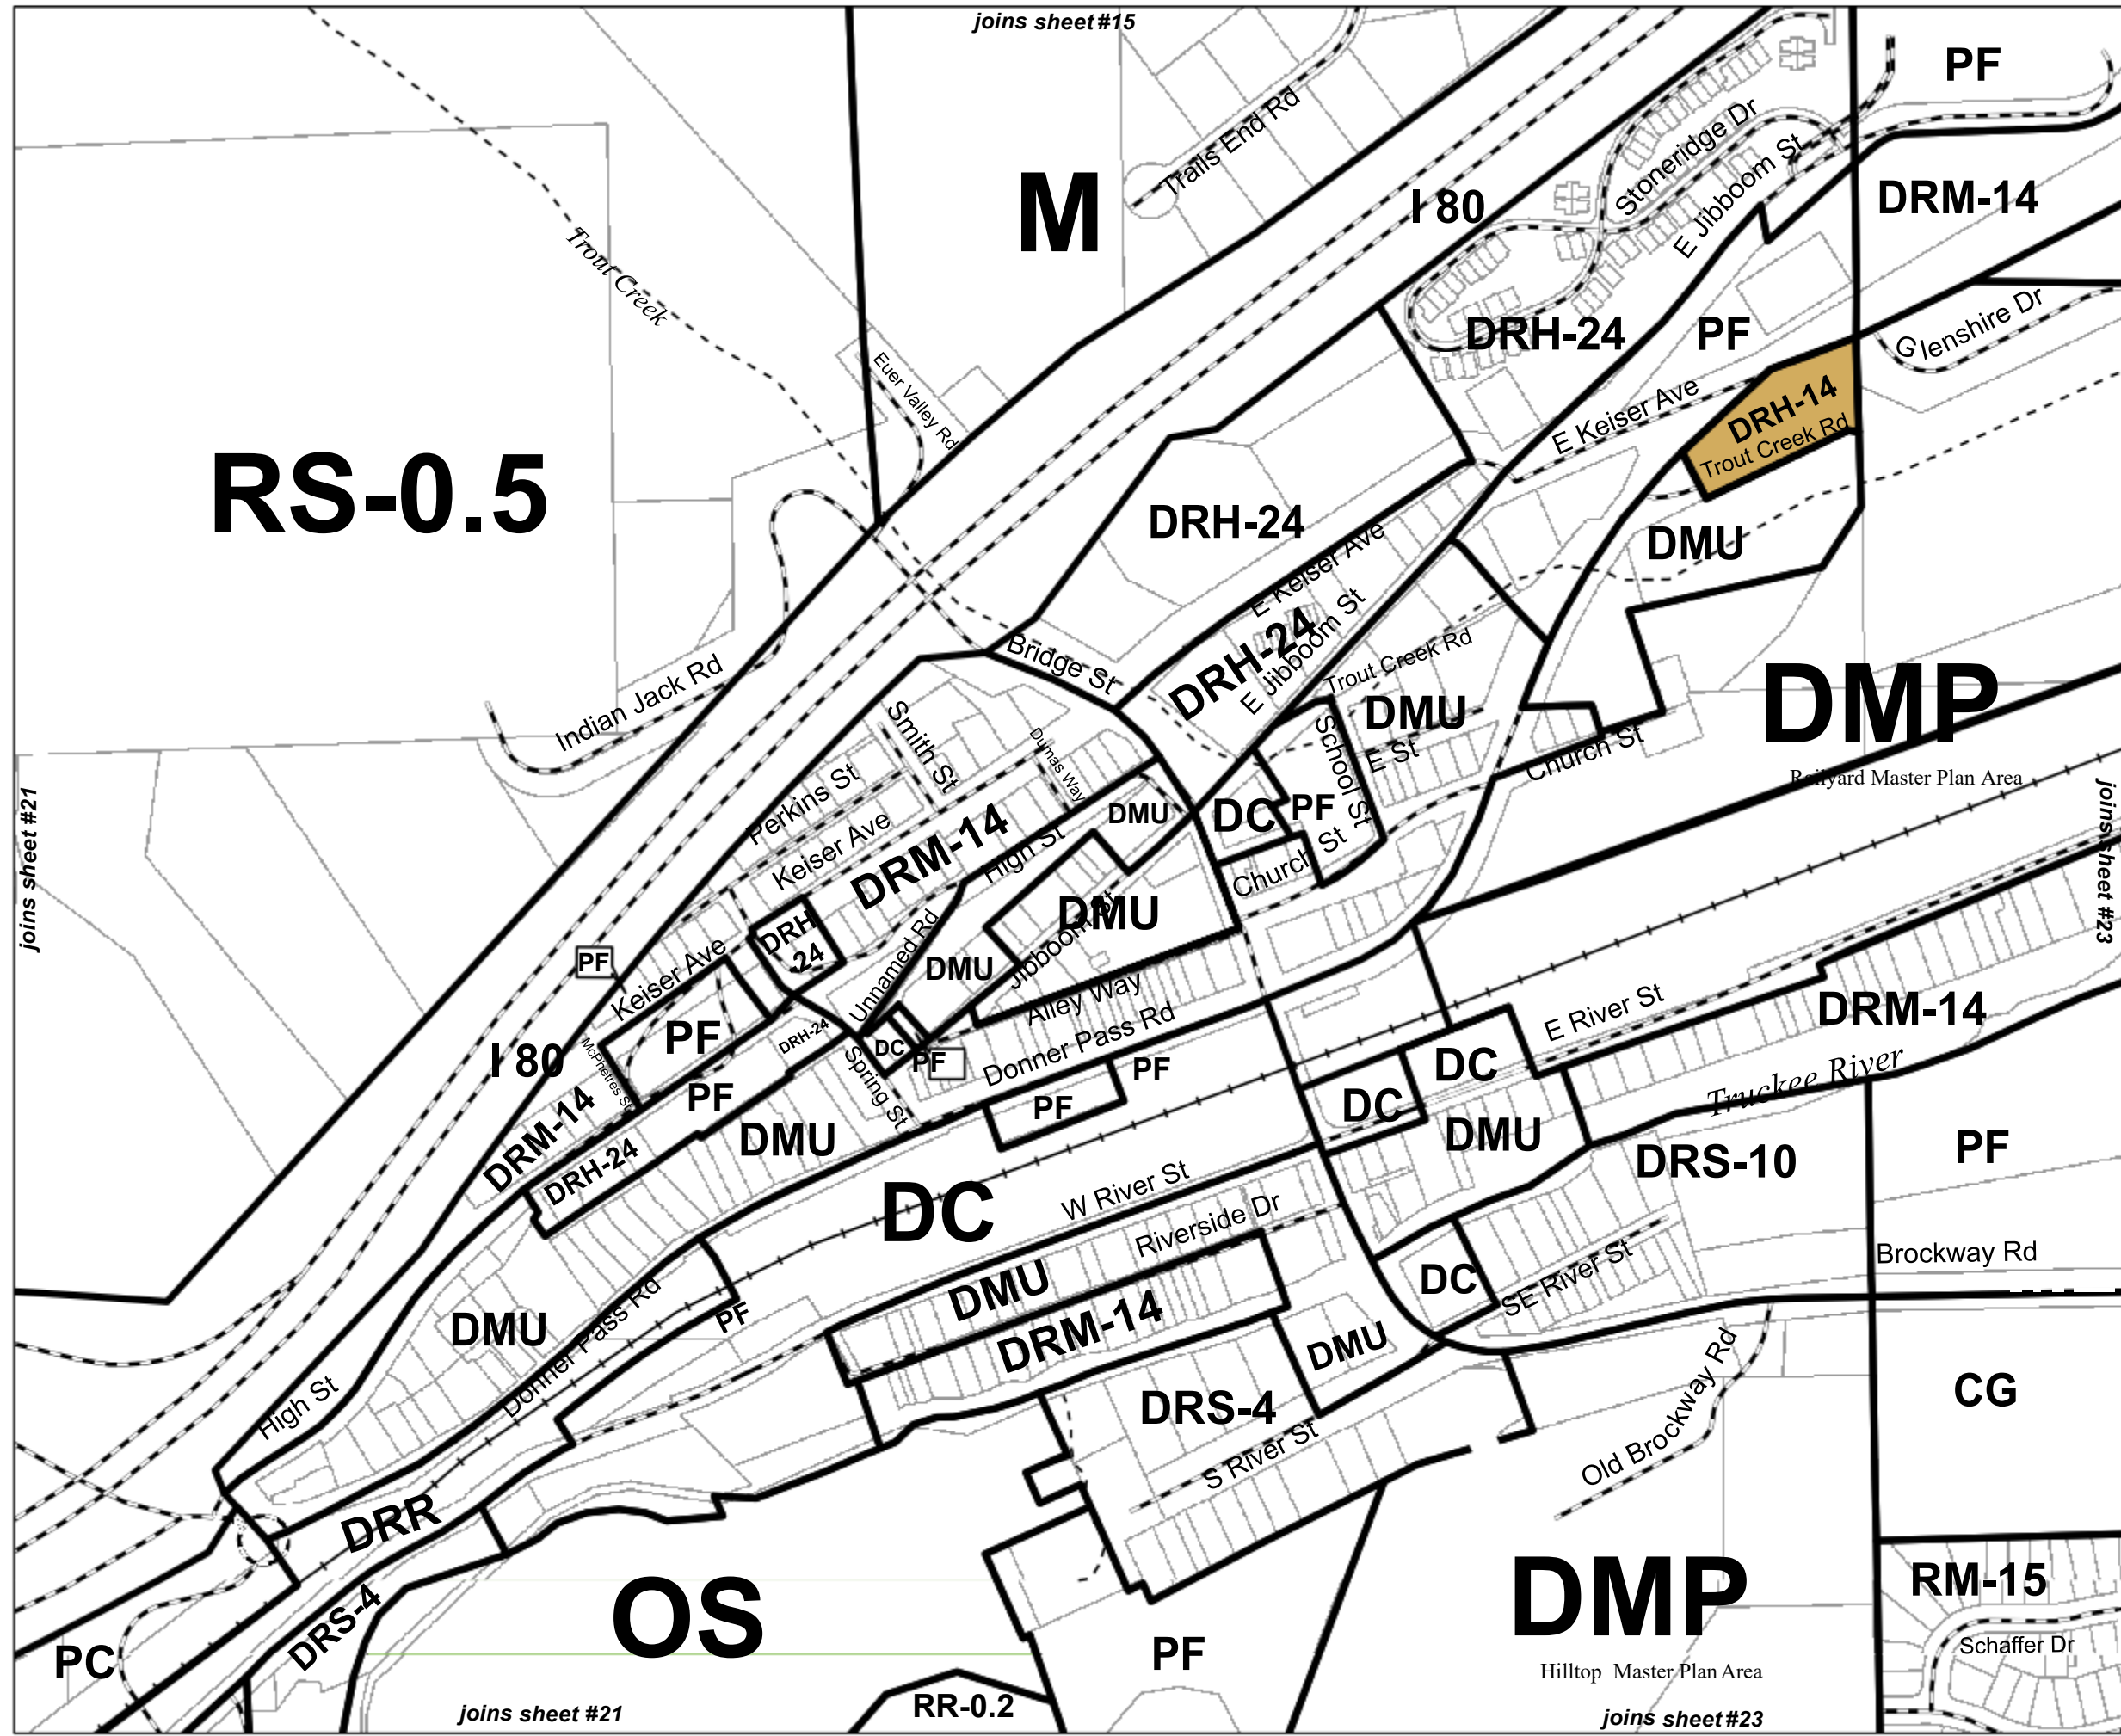 joins sheet #15
PF
Trails End Rd
M
I 80
Stoneridge Dr
E Jibboom St
DRM-14
Trout Creek
DRH-24
PF
Glenshire Dr
Euer Valley Rd
E Keiser Ave
DRH-14
Trout Creek Rd
RS-0.5
DRH-24
DMU
E Keiser Ave
DRH-24
E Jibboom St
Bridge St
Trout Creek Rd
Indian Jack Rd
Smith St
DMU
School St
E St
DMP
Railyard Master Plan Area
Church St
Dumas Way
Perkins St
Keiser Ave
DRM-14
High St
DMU
DC
PF
Church St
joins sheet #21
joins sheet #23
DRH
-24
Unnamed Rd
DMU
DMU
Jibboom St
Alley Way
PF
Keiser Ave
PF
DRH-24
DC
PF
Donner Pass Rd
E River St
DRM-14
I 80
McPhetres St
PF
Spring St
PF
PF
DC
DC
Truckee River
DRM-14
DRH-24
DMU
DMU
DRS-10
PF
DC
W River St
Riverside Dr
Brockway Rd
DMU
DRM-14
DC
SE River St
DMU
Donner Pass Rd
PF
DMU
High St
DRS-4
S River St
Old Brockway Rd
CG
DRR
DRS-4
OS
DMP
Hilltop Master Plan Area
RM-15
Schaffer Dr
PC
PF
RR-0.2
joins sheet #21
joins sheet #23